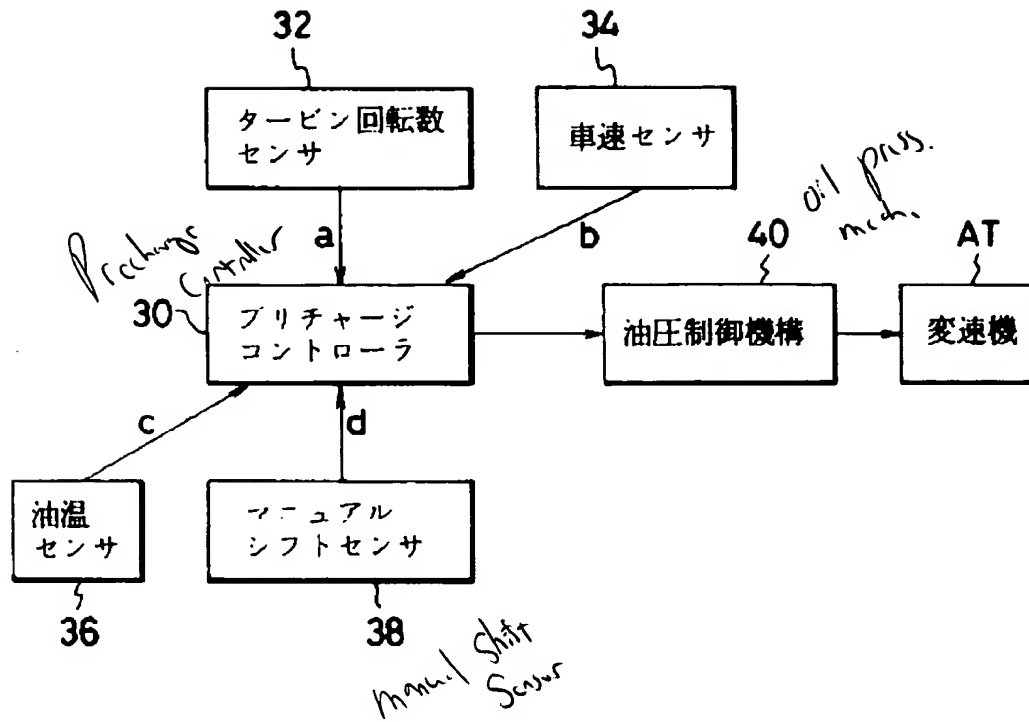 32
34
タービン回転数
センサ
車速センサ
a
b
oil press.
mech.
Precharge
Controller
40
AT
30
プリチャージ
コントローラ
油圧制御機構
変速機
c
d
油温
センサ
マニュアル
シフトセンサ
36
38
manual shift
Sensor